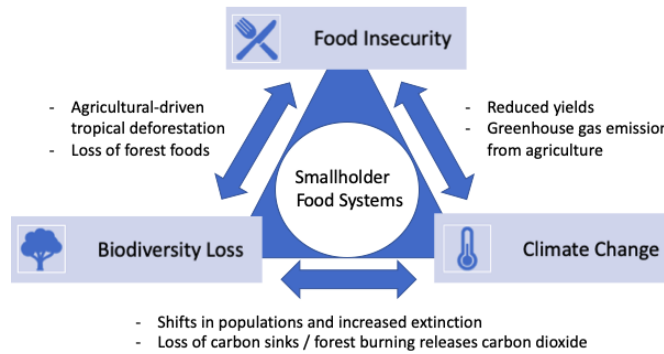 Food Insecurity
- Agricultural-driven
tropical deforestation
- Loss of forest foods
- Reduced yields
- Greenhouse gas emission
from agriculture
Smallholder
Food Systems
Biodiversity Loss
Climate Change
- Shifts in populations and increased extinction
- Loss of carbon sinks / forest burning releases carbon dioxide